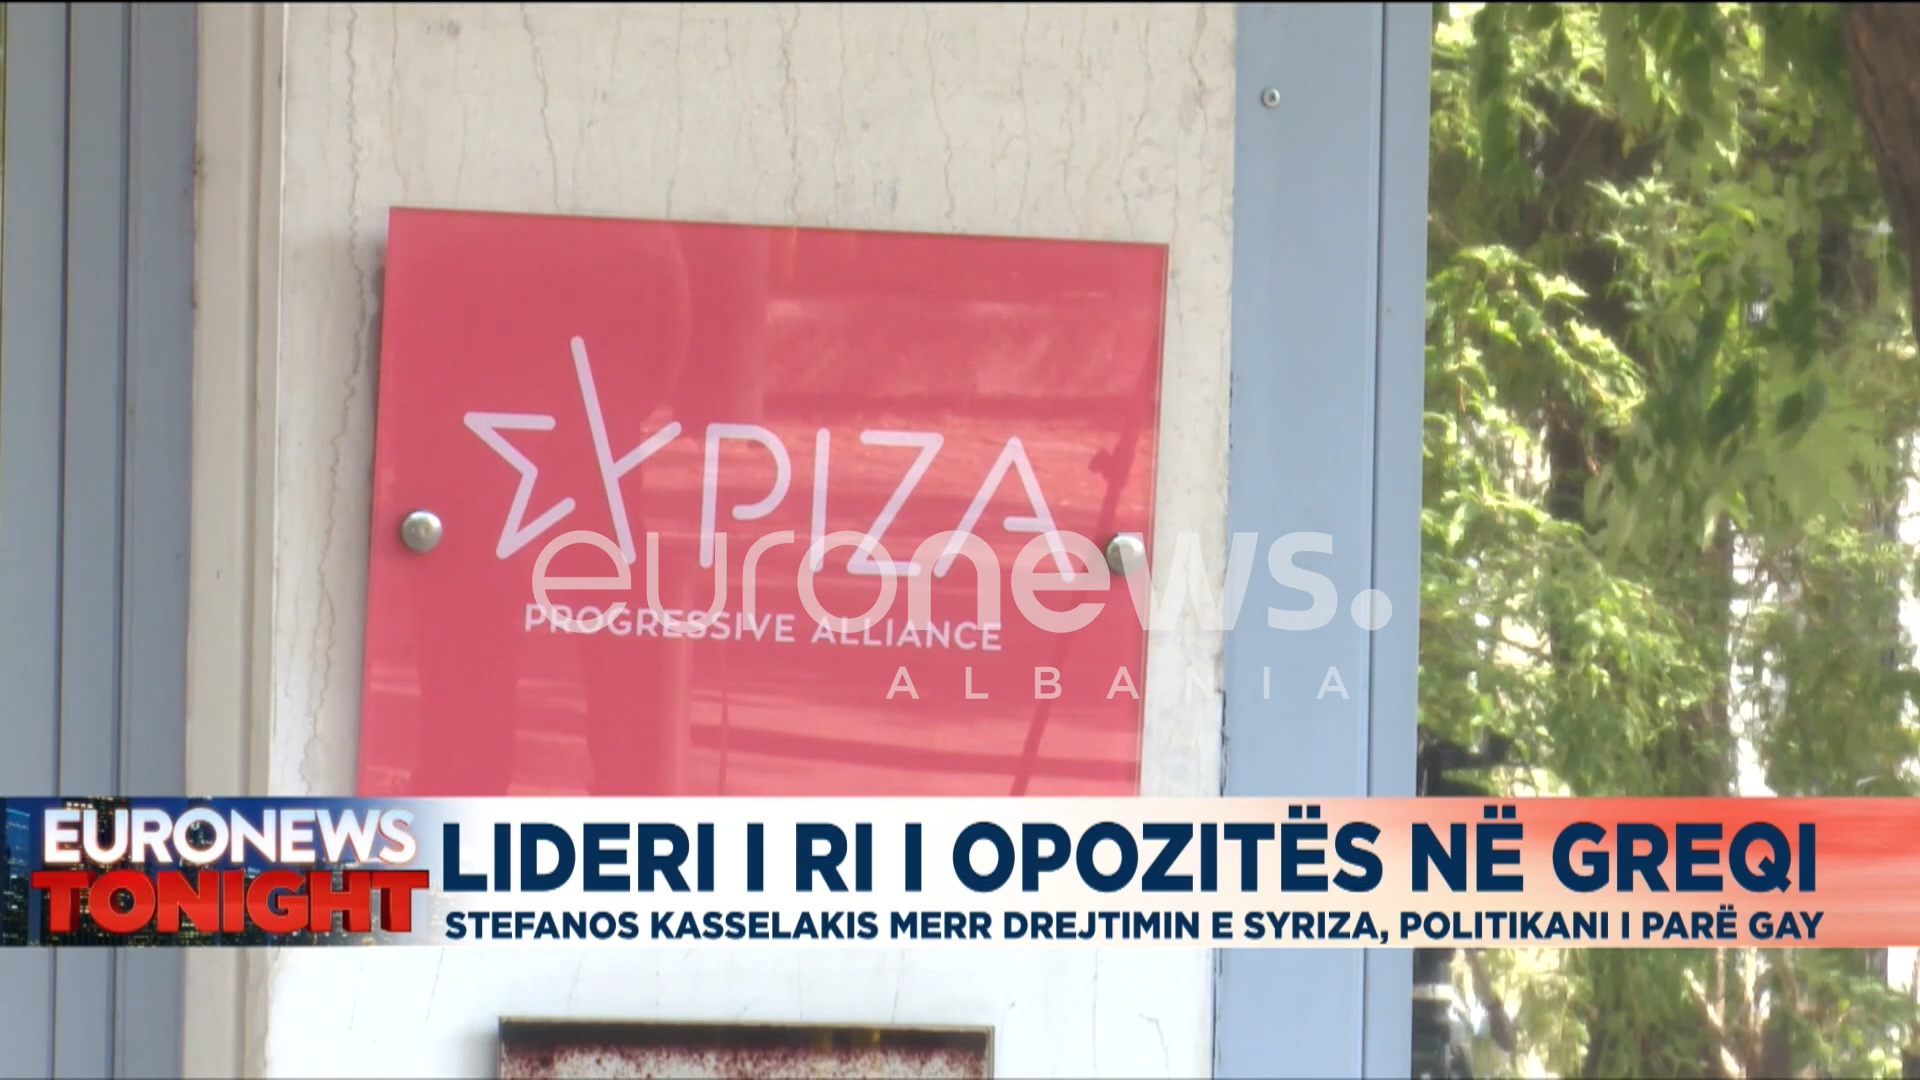 ΣΥΡΙΖΑ
PROGRESSIVE ALLIANCE
euronews.
ALBANIA
EURONEWS
TONIGHT
LIDERI I RI I OPOZITËS NË GREQI
STEFANOS KASSELAKIS MERR DREJTIMIN E SYRIZA, POLITIKANI I PARË GAY